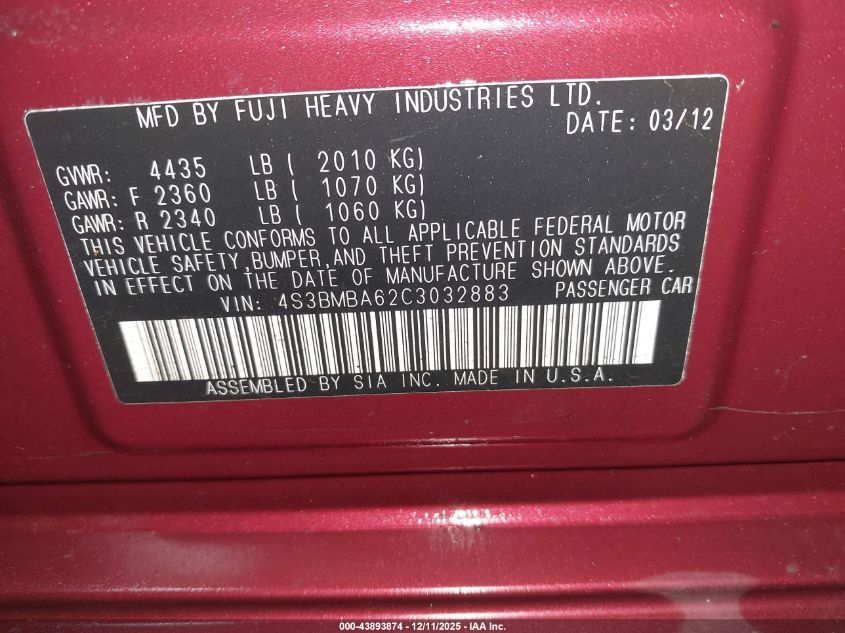 MFD BY FUJI HEAVY INDUSTRIES LTD.
DATE: 03/12
GVWR: 4435 LB ( 2010 KG)
GAWR: F 2360 LB ( 1070 KG)
GAWR: R 2340 LB ( 1060 KG)
THIS VEHICLE CONFORMS TO ALL APPLICABLE FEDERAL MOTOR
VEHICLE SAFETY, BUMPER, AND THEFT PREVENTION STANDARDS
IN EFFECT ON THE DATE OF MANUFACTURE SHOWN ABOVE.
VIN: 4S3BMBA62C3032883 PASSENGER CAR
ASSEMBLED BY SIA INC. MADE IN U.S.A.
000-43893874 - 12/11/2025 - IAA Inc.